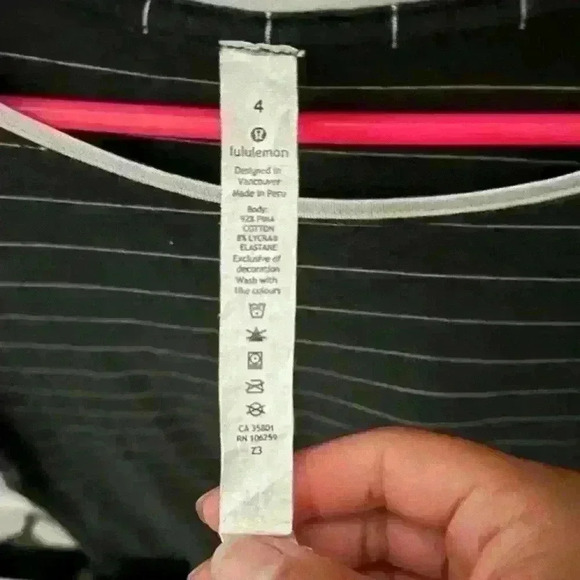 4
lululemon
Designed in
Vancouver
Made in Peru
Body:
92% PIMA
COTTON
8% LYCRA®
ELASTANE
Exclusive of
decoration
Wash with
like colours
CA 35801
RN 106259
Z3